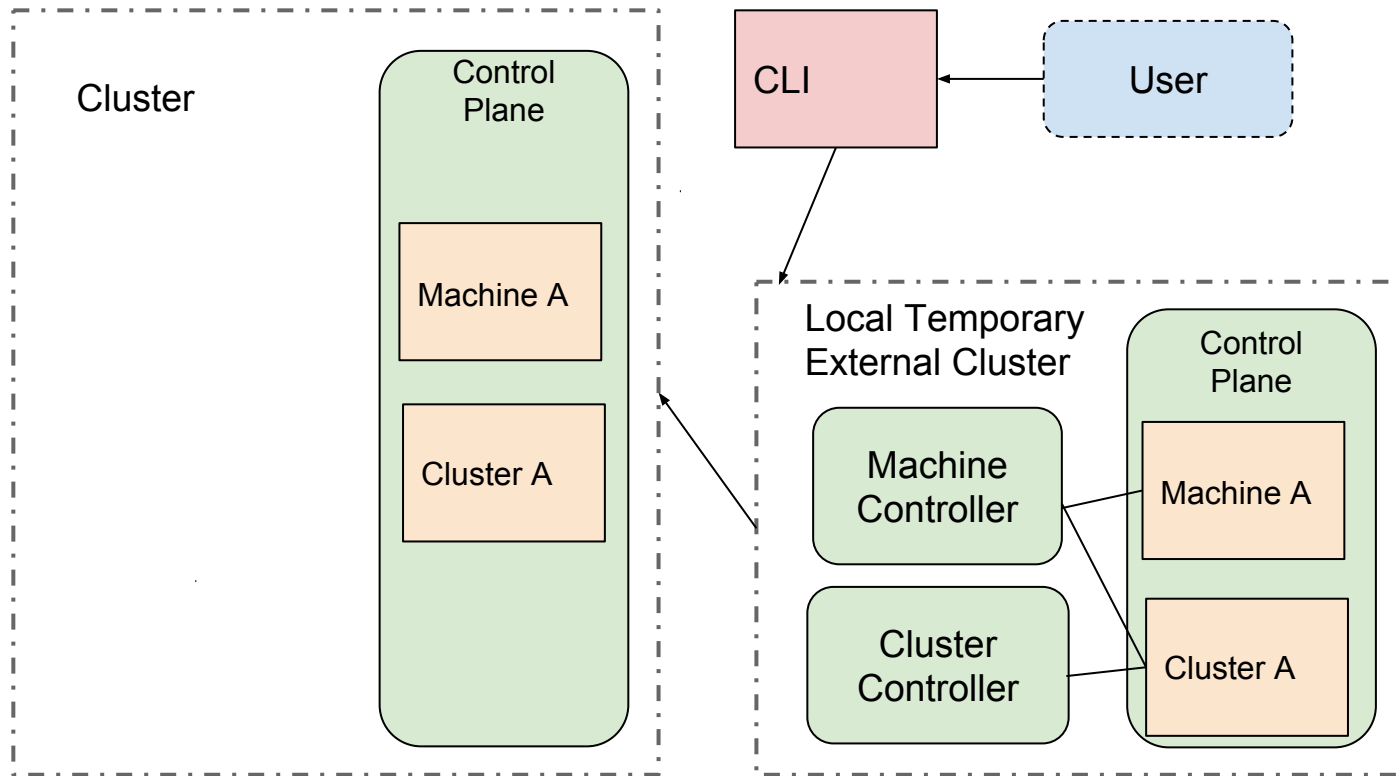 Cluster
Control
Plane
Machine A
Cluster A
CLI
User
Local Temporary
External Cluster
Control
Plane
Machine
Controller
Machine A
Cluster
Controller
Cluster A